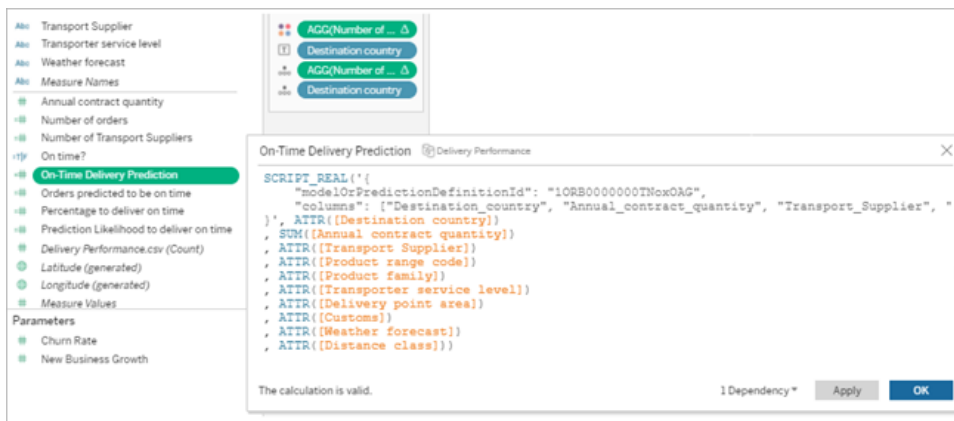 Abc Transport Supplier
Abc Transporter service level
Abc Weather forecast
Abc Measure Names
# Annual contract quantity
=# Number of orders
=# Number of Transport Suppliers
=T|F On time?
=# On-Time Delivery Prediction
=# Orders predicted to be on time
=# Percentage to deliver on time
=# Prediction Likelihood to deliver on time
# Delivery Performance.csv (Count)
Latitude (generated)
Longitude (generated)
# Measure Values
Parameters
# Churn Rate
# New Business Growth
AGG(Number of ... Δ
T Destination country
AGG(Number of ... Δ
Destination country
On-Time Delivery Prediction Delivery Performance
SCRIPT_REAL('{
"modelOrPredictionDefinitionId": "1ORB0000000TNoxOAG",
"columns": ["Destination_country", "Annual_contract_quantity", "Transport_Supplier", "
}', ATTR([Destination country])
, SUM([Annual contract quantity])
, ATTR([Transport Supplier])
, ATTR([Product range code])
, ATTR([Product family])
, ATTR([Transporter service level])
, ATTR([Delivery point area])
, ATTR([Customs])
, ATTR([Weather forecast])
, ATTR([Distance class]))
The calculation is valid.
1 Dependency
Apply
OK